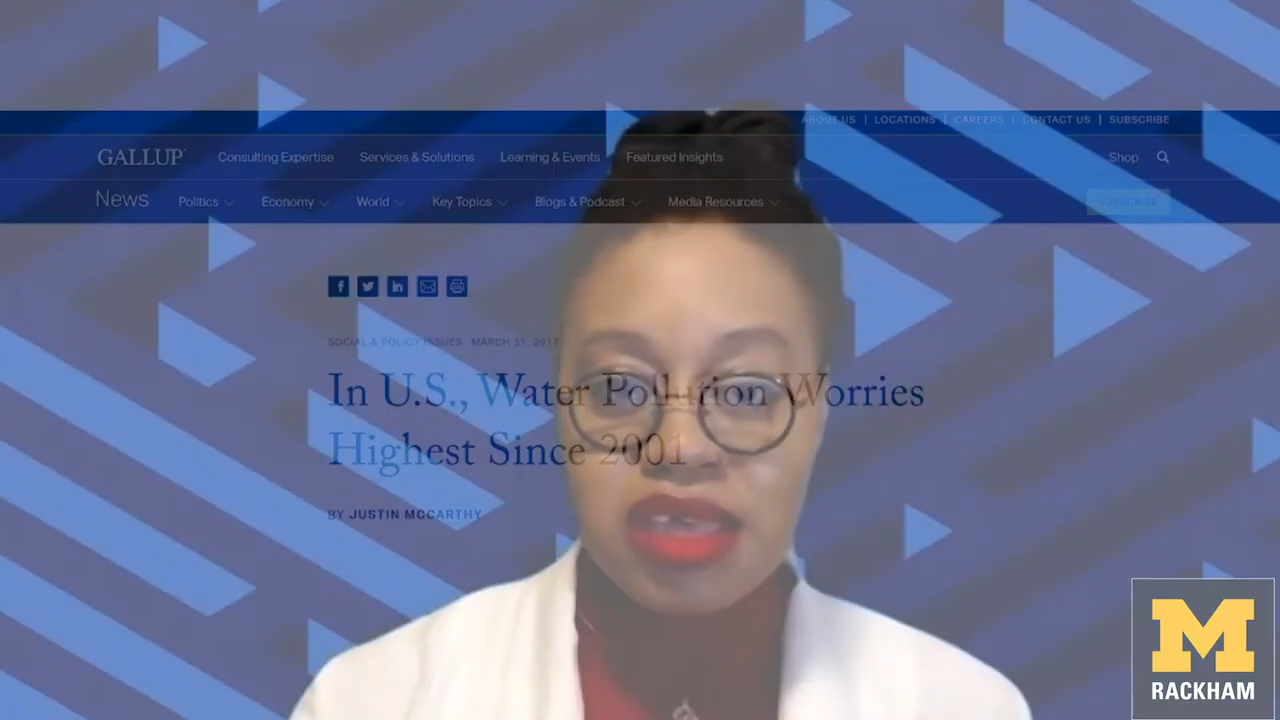 ABOUT US | LOCATIONS | CAREERS | CONTACT US | SUBSCRIBE
GALLUP® Consulting Expertise Services & Solutions Learning & Events Featured Insights Shop
News Politics Economy World Key Topics Blogs & Podcast Media Resources SUBSCRIBE
SOCIAL & POLICY ISSUES MARCH 31, 2017
In U.S., Water Pollution Worries
Highest Since 2001
BY JUSTIN MCCARTHY
M
RACKHAM